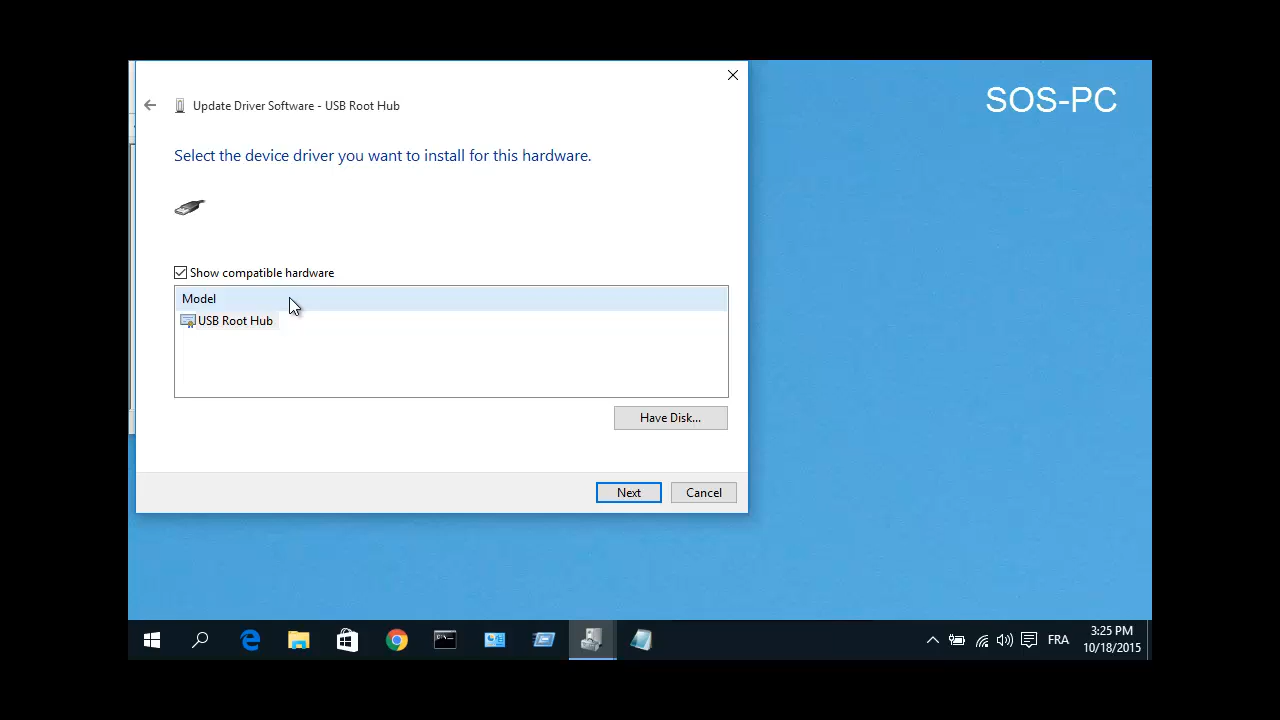 SOS-PC
Update Driver Software - USB Root Hub
Select the device driver you want to install for this hardware.
Show compatible hardware
Model
USB Root Hub
Have Disk...
Next
Cancel
FRA
3:25 PM
10/18/2015